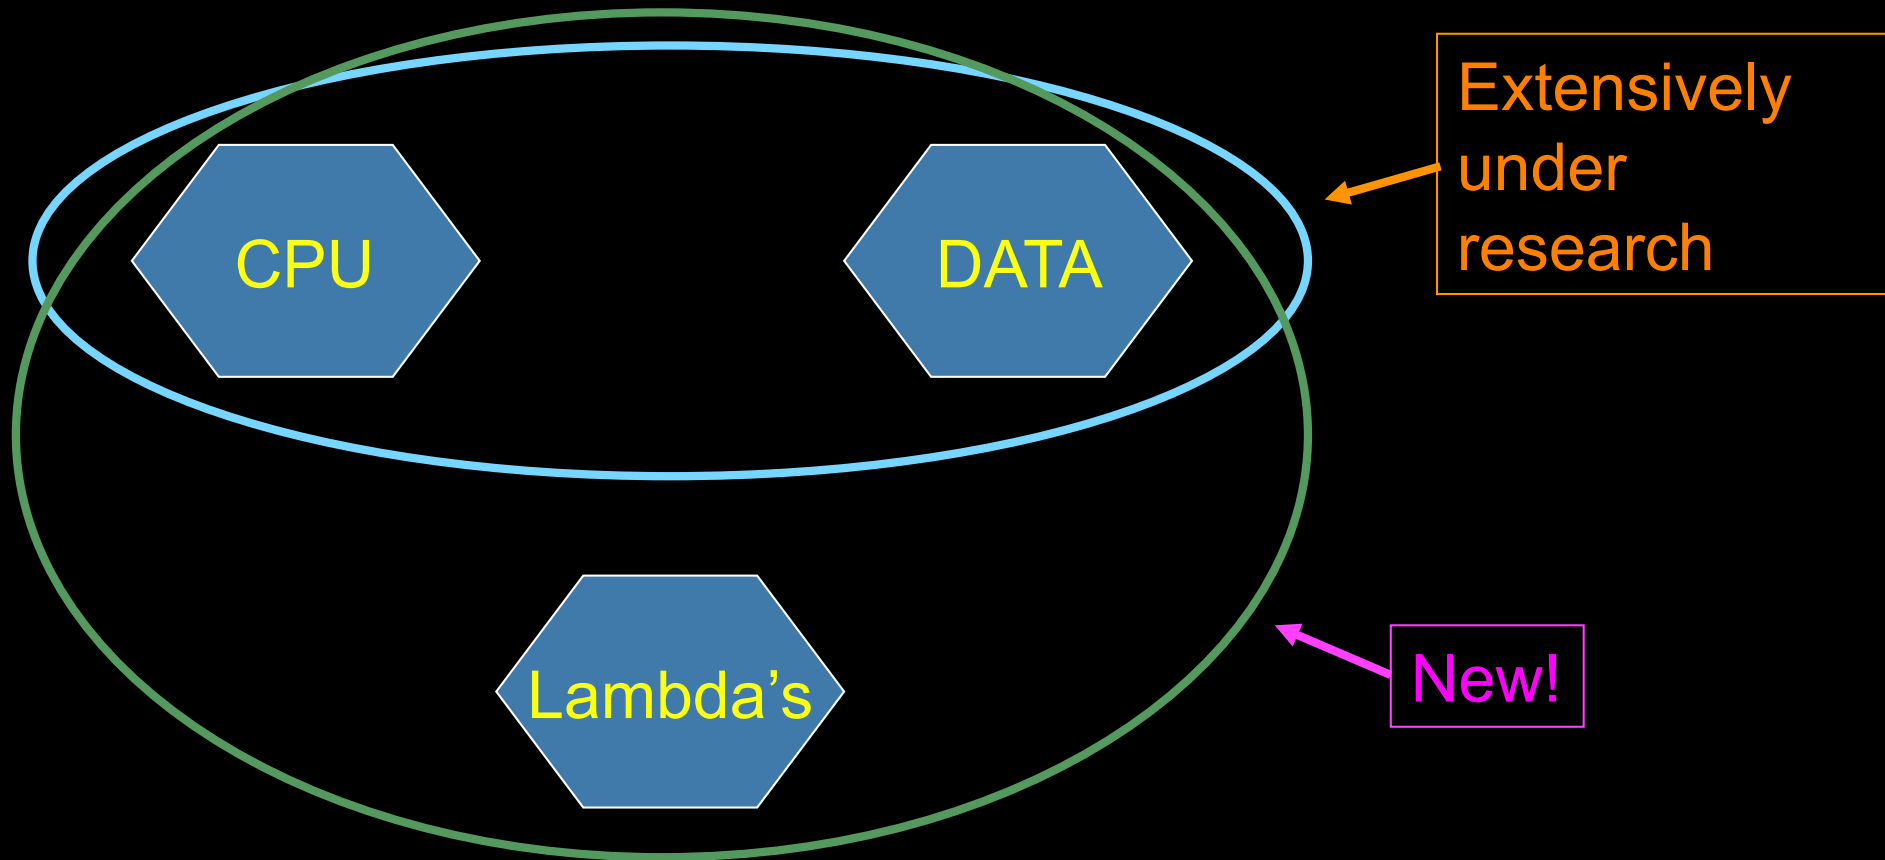 CPU
DATA
Extensively
under
research
Lambda’s
New!